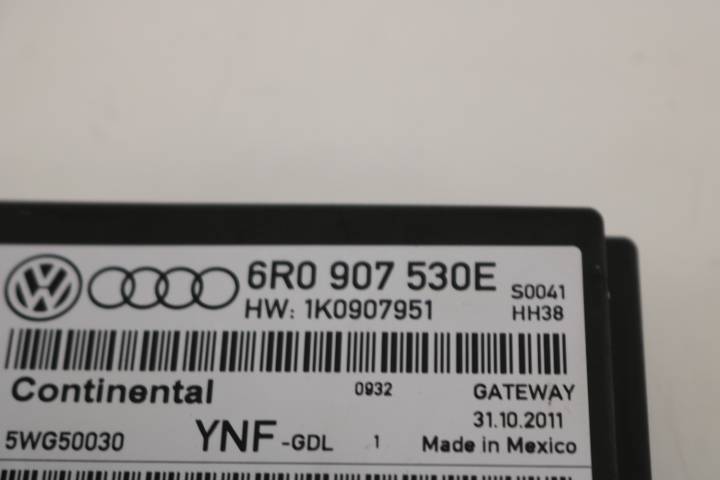 6R0 907 530E
HW: 1K0907951
S0041
HH38
Continental 0932 GATEWAY
31.10.2011
5WG50030 YNF -GDL 1 Made in Mexico